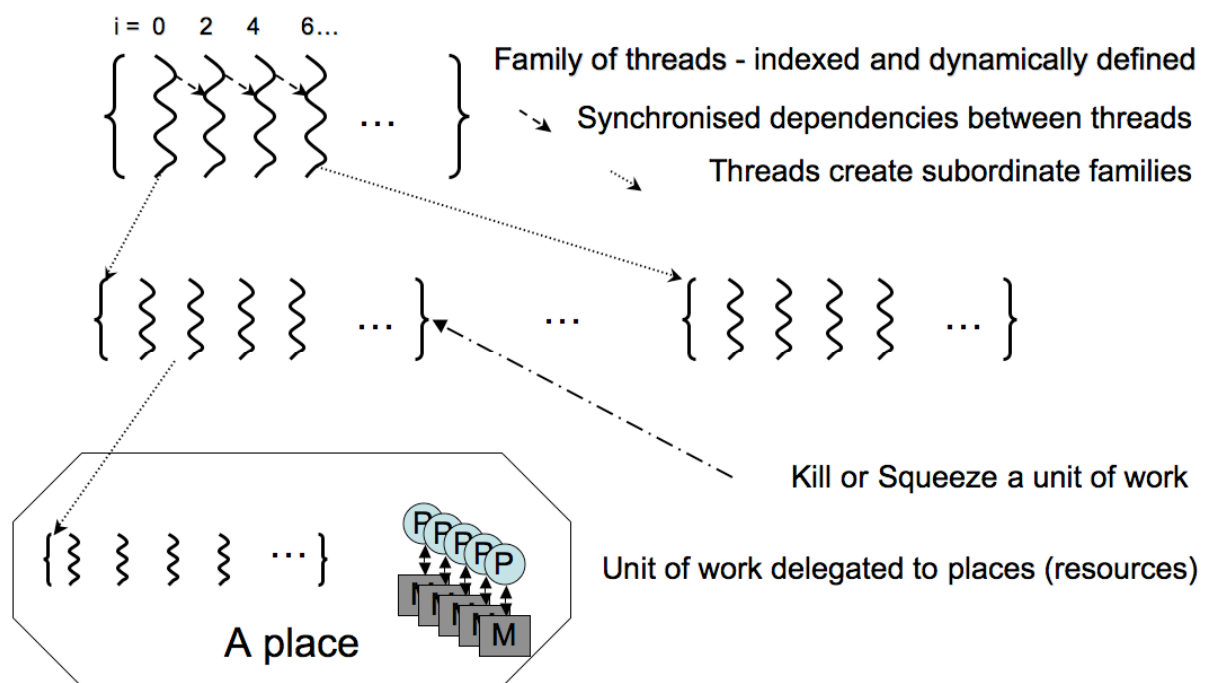 i = 0 2 4 6...
Family of threads - indexed and dynamically defined
...
Synchronised dependencies between threads
Threads create subordinate families
... ... ...
Kill or Squeeze a unit of work
...
P P P P P
Unit of work delegated to places (resources)
M M M M M
A place